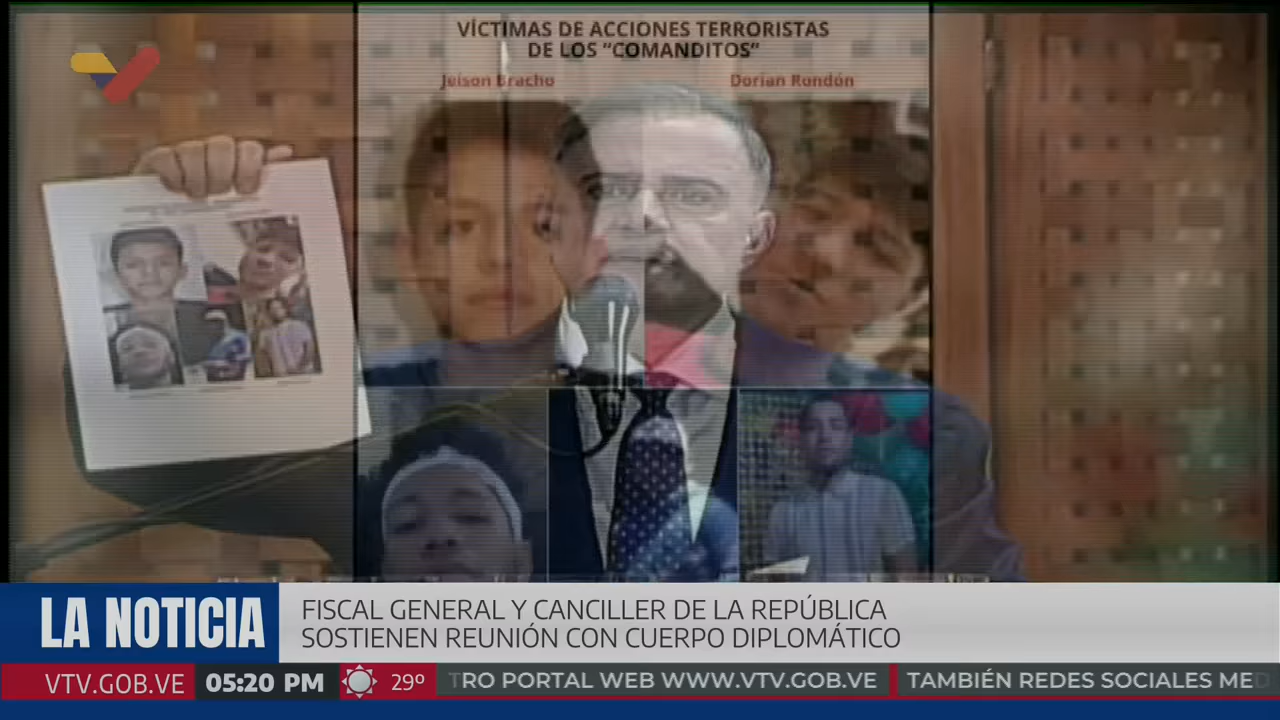 VÍCTIMAS DE ACCIONES TERRORISTAS
DE LOS “COMANDITOS”
Jeison Bracho
Dorian Rondón
LA NOTICIA
FISCAL GENERAL Y CANCILLER DE LA REPÚBLICA
SOSTIENEN REUNIÓN CON CUERPO DIPLOMÁTICO
VTV.GOB.VE
05:20 PM
29º
TRO PORTAL WEB WWW.VTV.GOB.VE
TAMBIÉN REDES SOCIALES MED